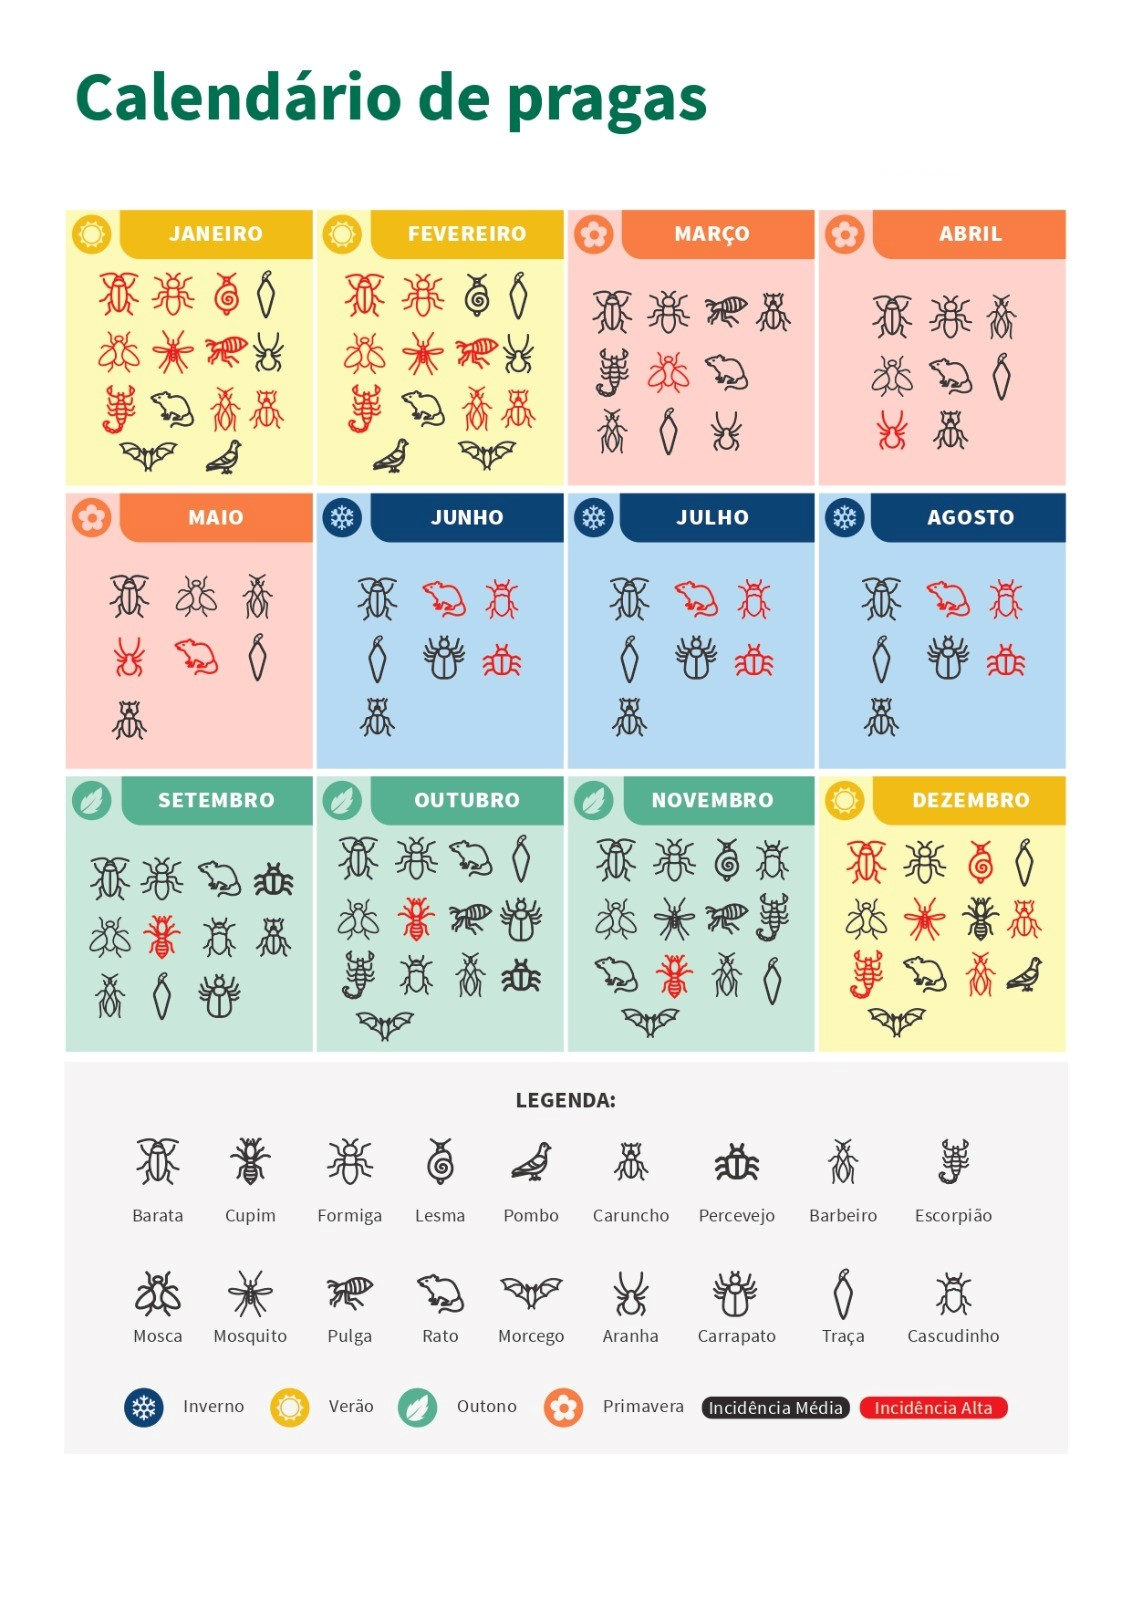 Calendário de pragas
JANEIRO
FEVEREIRO
MARÇO
ABRIL
MAIO
JUNHO
JULHO
AGOSTO
SETEMBRO
OUTUBRO
NOVEMBRO
DEZEMBRO
LEGENDA:
Barata Cupim Formiga Lesma Pombo Caruncho Percevejo Barbeiro Escorpião
Mosca Mosquito Pulga Rato Morcego Aranha Carrapato Traça Cascudinho
Inverno Verão Outono Primavera Incidência Média Incidência Alta